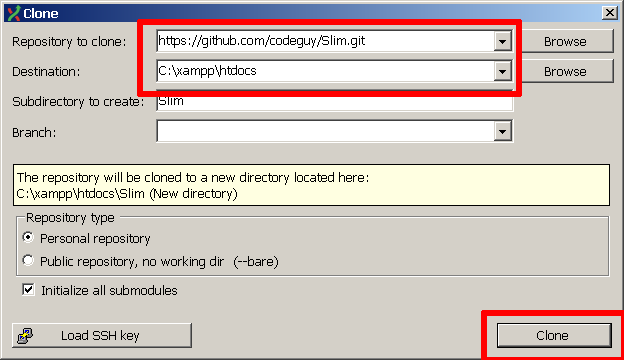 Clone
Repository to clone: https://github.com/codeguy/Slim.git Browse
Destination: C:\xampp\htdocs Browse
Subdirectory to create: Slim
Branch:
The repository will be cloned to a new directory located here:
C:\xampp\htdocs\Slim (New directory)
Repository type
Personal repository
Public repository, no working dir (--bare)
Initialize all submodules
Load SSH key Clone